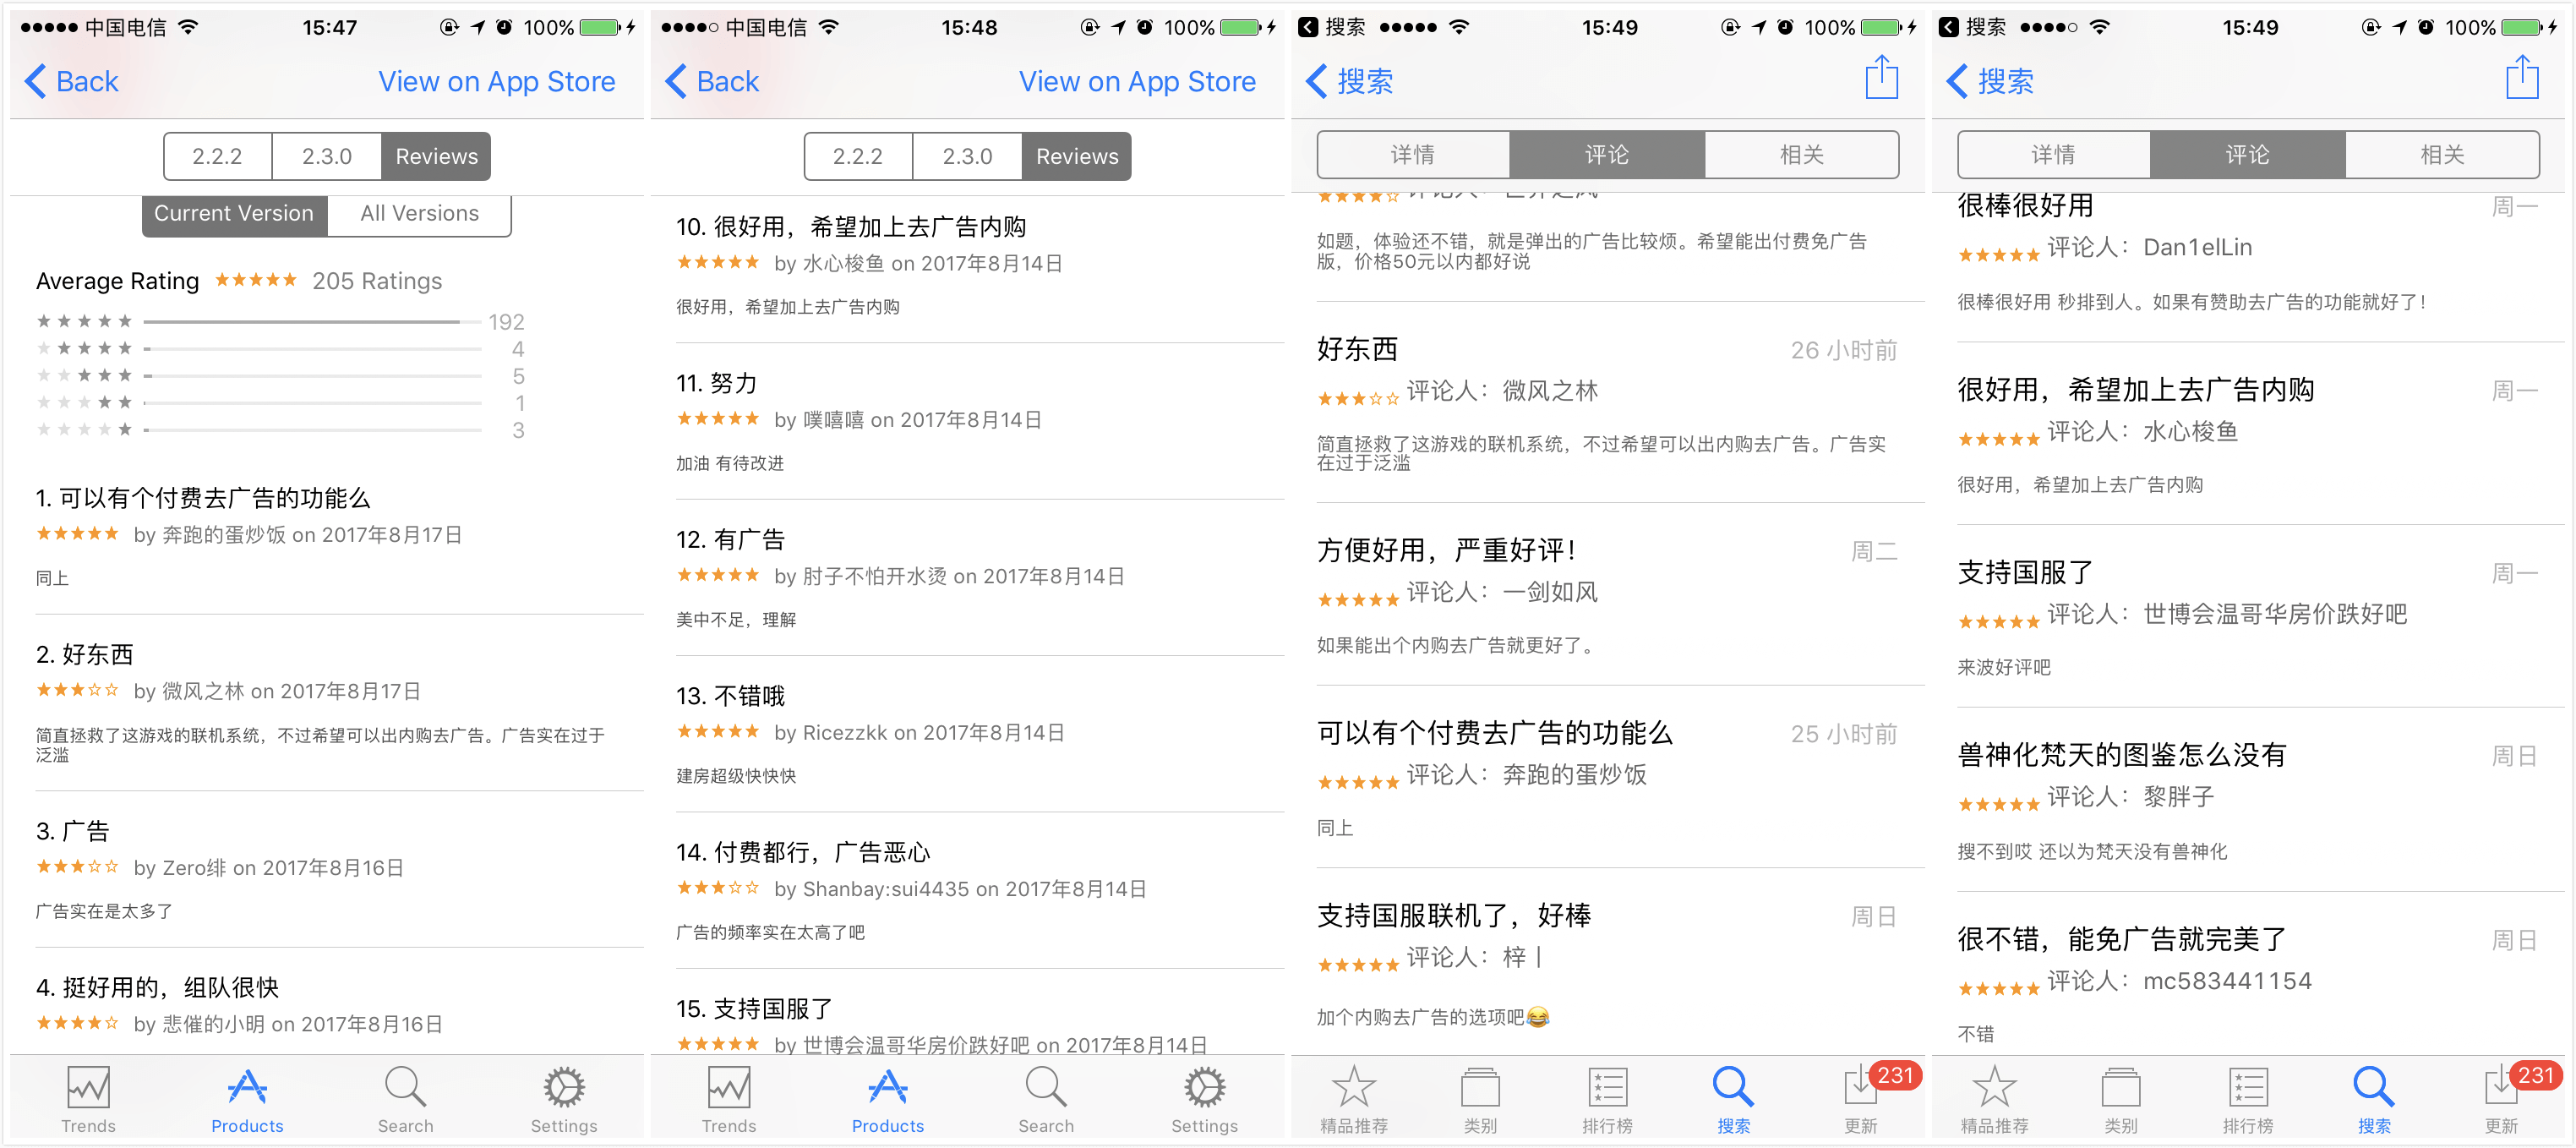 中国电信 15:47 100%
Back View on App Store
2.2.2 2.3.0 Reviews
Current Version All Versions
Average Rating ★★★★★ 205 Ratings
★★★★★ 192
★★★★ 4
★★★ 5
★★ 1
★ 3
1. 可以有个付费去广告的功能么
★★★★★ by 奔跑的蛋炒饭 on 2017年8月17日
同上
2. 好东西
★★★☆☆ by 微风之林 on 2017年8月17日
简直拯救了这游戏的联机系统，不过希望可以出内购去广告。广告实在过于
泛滥
3. 广告
★★★☆☆ by Zero绯 on 2017年8月16日
广告实在是太多了
4. 挺好用的，组队很快
★★★★☆ by 悲催的小明 on 2017年8月16日
Trends Products Search Settings
中国电信 15:48 100%
Back View on App Store
2.2.2 2.3.0 Reviews
10. 很好用，希望加上去广告内购
★★★★★ by 水心梭鱼 on 2017年8月14日
很好用，希望加上去广告内购
11. 努力
★★★★★ by 噗嘻嘻 on 2017年8月14日
加油 有待改进
12. 有广告
★★★★★ by 肘子不怕开水烫 on 2017年8月14日
美中不足，理解
13. 不错哦
★★★★★ by Ricezzkk on 2017年8月14日
建房超级快快快
14. 付费都行，广告恶心
★★★☆☆ by Shanbay:sui4435 on 2017年8月14日
广告的频率实在太高了吧
15. 支持国服了
★★★★★ by 世博会温哥华房价跌好吧 on 2017年8月14日
Trends Products Search Settings
搜索 15:49 100%
搜索
详情 评论 相关
如题，体验还不错，就是弹出的广告比较烦。希望能出付费免广告
版，价格50元以内都好说
好东西 26 小时前
★★★☆☆ 评论人：微风之林
简直拯救了这游戏的联机系统，不过希望可以出内购去广告。广告实
在过于泛滥
方便好用，严重好评！ 周二
★★★★★ 评论人：一剑如风
如果能出个内购去广告就更好了。
可以有个付费去广告的功能么 25 小时前
★★★★★ 评论人：奔跑的蛋炒饭
同上
支持国服联机了，好棒 周日
★★★★★ 评论人：梓丨
加个内购去广告的选项吧😂
精品推荐 类别 排行榜 搜索 更新 231
搜索 15:49 100%
搜索
详情 评论 相关
很棒很好用 周一
★★★★★ 评论人：Dan1elLin
很棒很好用 秒排到人。如果有赞助去广告的功能就好了！
很好用，希望加上去广告内购 周一
★★★★★ 评论人：水心梭鱼
很好用，希望加上去广告内购
支持国服了 周一
★★★★★ 评论人：世博会温哥华房价跌好吧
来波好评吧
兽神化梵天的图鉴怎么没有 周日
★★★★★ 评论人：黎胖子
搜不到哎 还以为梵天没有兽神化
很不错，能免广告就完美了 周日
★★★★★ 评论人：mc583441154
不错
精品推荐 类别 排行榜 搜索 更新 231